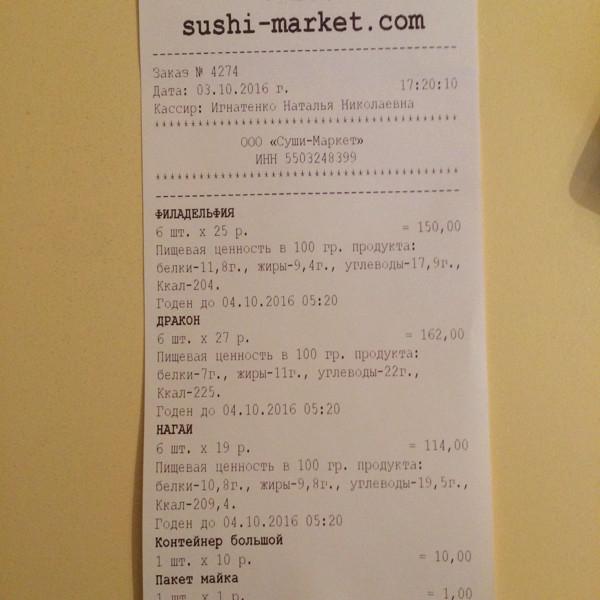 sushi-market.com
Заказ № 4274
Дата: 03.10.2016 г. 17:20:10
Кассир: Игнатенко Наталья Николаевна
ООО «Суши-Маркет»
ИНН 5503248399
ФИЛАДЕЛЬФИЯ
6 шт. х 25 р. = 150,00
Пищевая ценность в 100 гр. продукта:
белки-11,8г., жиры-9,4г., углеводы-17,9г.,
Ккал-204.
Годен до 04.10.2016 05:20
ДРАКОН
6 шт. х 27 р. = 162,00
Пищевая ценность в 100 гр. продукта:
белки-7г., жиры-11г., углеводы-22г.,
Ккал-225.
Годен до 04.10.2016 05:20
НАГАИ
6 шт. х 19 р. = 114,00
Пищевая ценность в 100 гр. продукта:
белки-10,8г., жиры-9,8г., углеводы-19,5г.,
Ккал-209,4.
Годен до 04.10.2016 05:20
Контейнер большой
1 шт. х 10 р. = 10,00
Пакет майка
1 шт. х 1 р. = 1,00